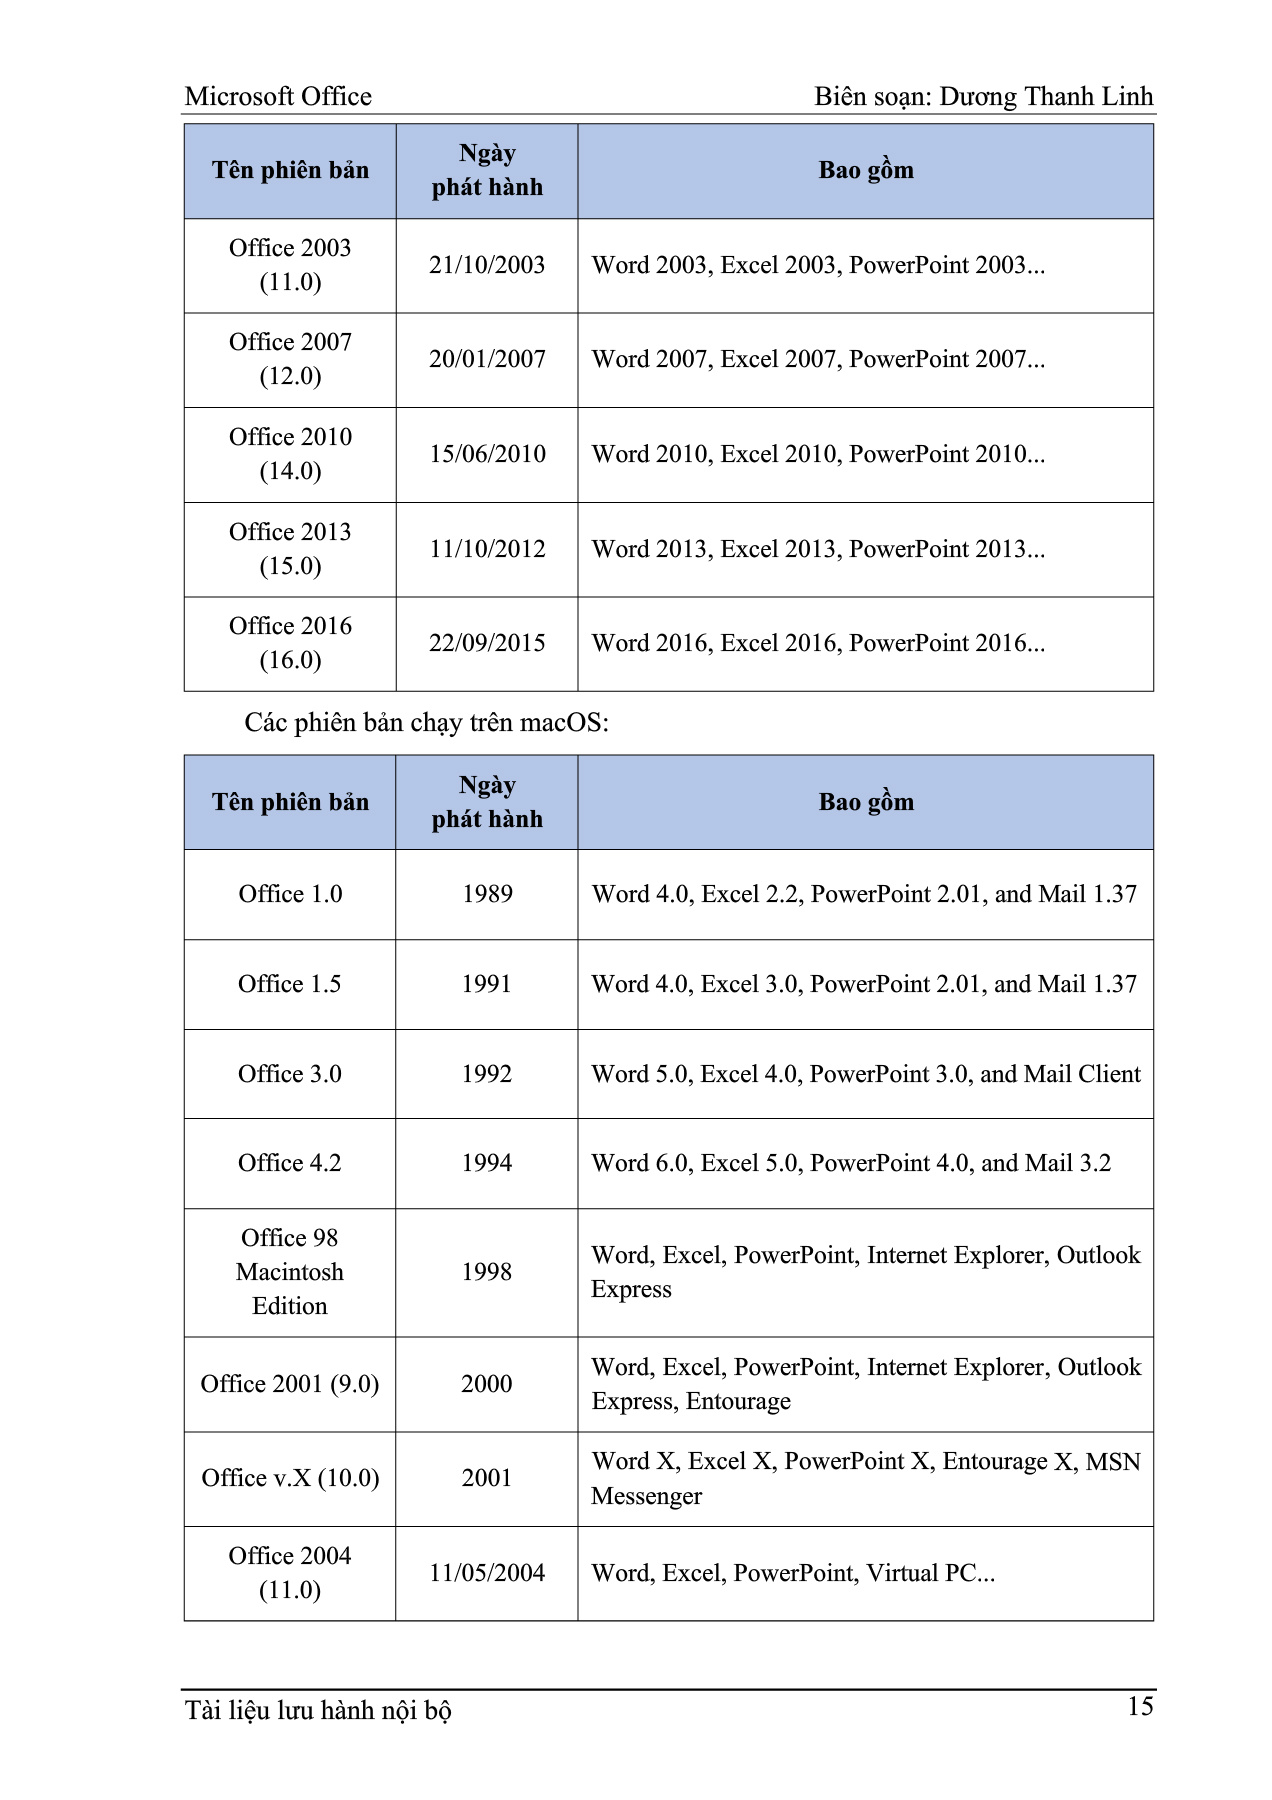 Microsoft Office
Biên soạn: Dương Thanh Linh
Tên phiên bản
Ngày
phát hành
Bao gồm
Office 2003
(11.0)
21/10/2003
Word 2003, Excel 2003, PowerPoint 2003...
Office 2007
(12.0)
20/01/2007
Word 2007, Excel 2007, PowerPoint 2007...
Office 2010
(14.0)
15/06/2010
Word 2010, Excel 2010, PowerPoint 2010...
Office 2013
(15.0)
11/10/2012
Word 2013, Excel 2013, PowerPoint 2013...
Office 2016
(16.0)
22/09/2015
Word 2016, Excel 2016, PowerPoint 2016...
Các phiên bản chạy trên macOS:
Tên phiên bản
Ngày
phát hành
Bao gồm
Office 1.0
1989
Word 4.0, Excel 2.2, PowerPoint 2.01, and Mail 1.37
Office 1.5
1991
Word 4.0, Excel 3.0, PowerPoint 2.01, and Mail 1.37
Office 3.0
1992
Word 5.0, Excel 4.0, PowerPoint 3.0, and Mail Client
Office 4.2
1994
Word 6.0, Excel 5.0, PowerPoint 4.0, and Mail 3.2
Office 98
Macintosh
Edition
1998
Word, Excel, PowerPoint, Internet Explorer, Outlook
Express
Office 2001 (9.0)
2000
Word, Excel, PowerPoint, Internet Explorer, Outlook
Express, Entourage
Office v.X (10.0)
2001
Word X, Excel X, PowerPoint X, Entourage X, MSN
Messenger
Office 2004
(11.0)
11/05/2004
Word, Excel, PowerPoint, Virtual PC...
Tài liệu lưu hành nội bộ
15